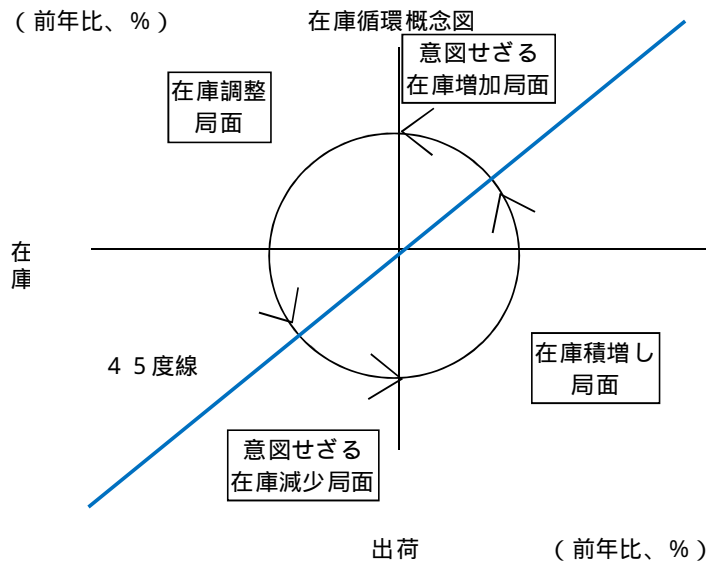 （前年比、%）
在庫循環概念図
意図せざる
在庫増加局面
在庫調整
局面
在
庫
４５度線
在庫積増し
局面
意図せざる
在庫減少局面
出荷
（前年比、%）